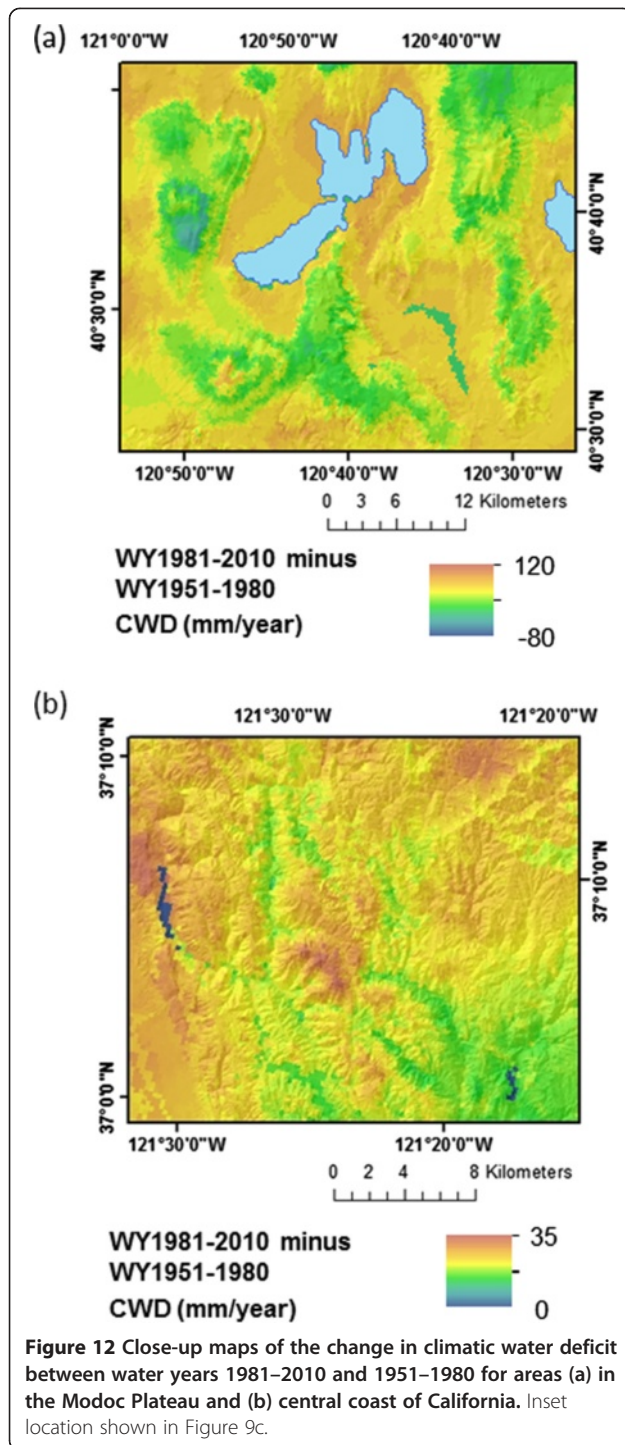 (a)
121°0'0"W 120°50'0"W 120°40'0"W
40°30'0"N
40°40'0"N
40°30'0"N
120°50'0"W 120°40'0"W 120°30'0"W
0 3 6 12 Kilometers
WY1981-2010 minus
WY1951-1980
CWD (mm/year)
120
-80
(b)
121°30'0"W 121°20'0"W
37°10'0"N
37°10'0"N
37°0'0"N
121°30'0"W 121°20'0"W
0 2 4 8 Kilometers
WY1981-2010 minus
WY1951-1980
CWD (mm/year)
35
0
Figure 12 Close-up maps of the change in climatic water deficit
between water years 1981–2010 and 1951–1980 for areas (a) in
the Modoc Plateau and (b) central coast of California. Inset
location shown in Figure 9c.